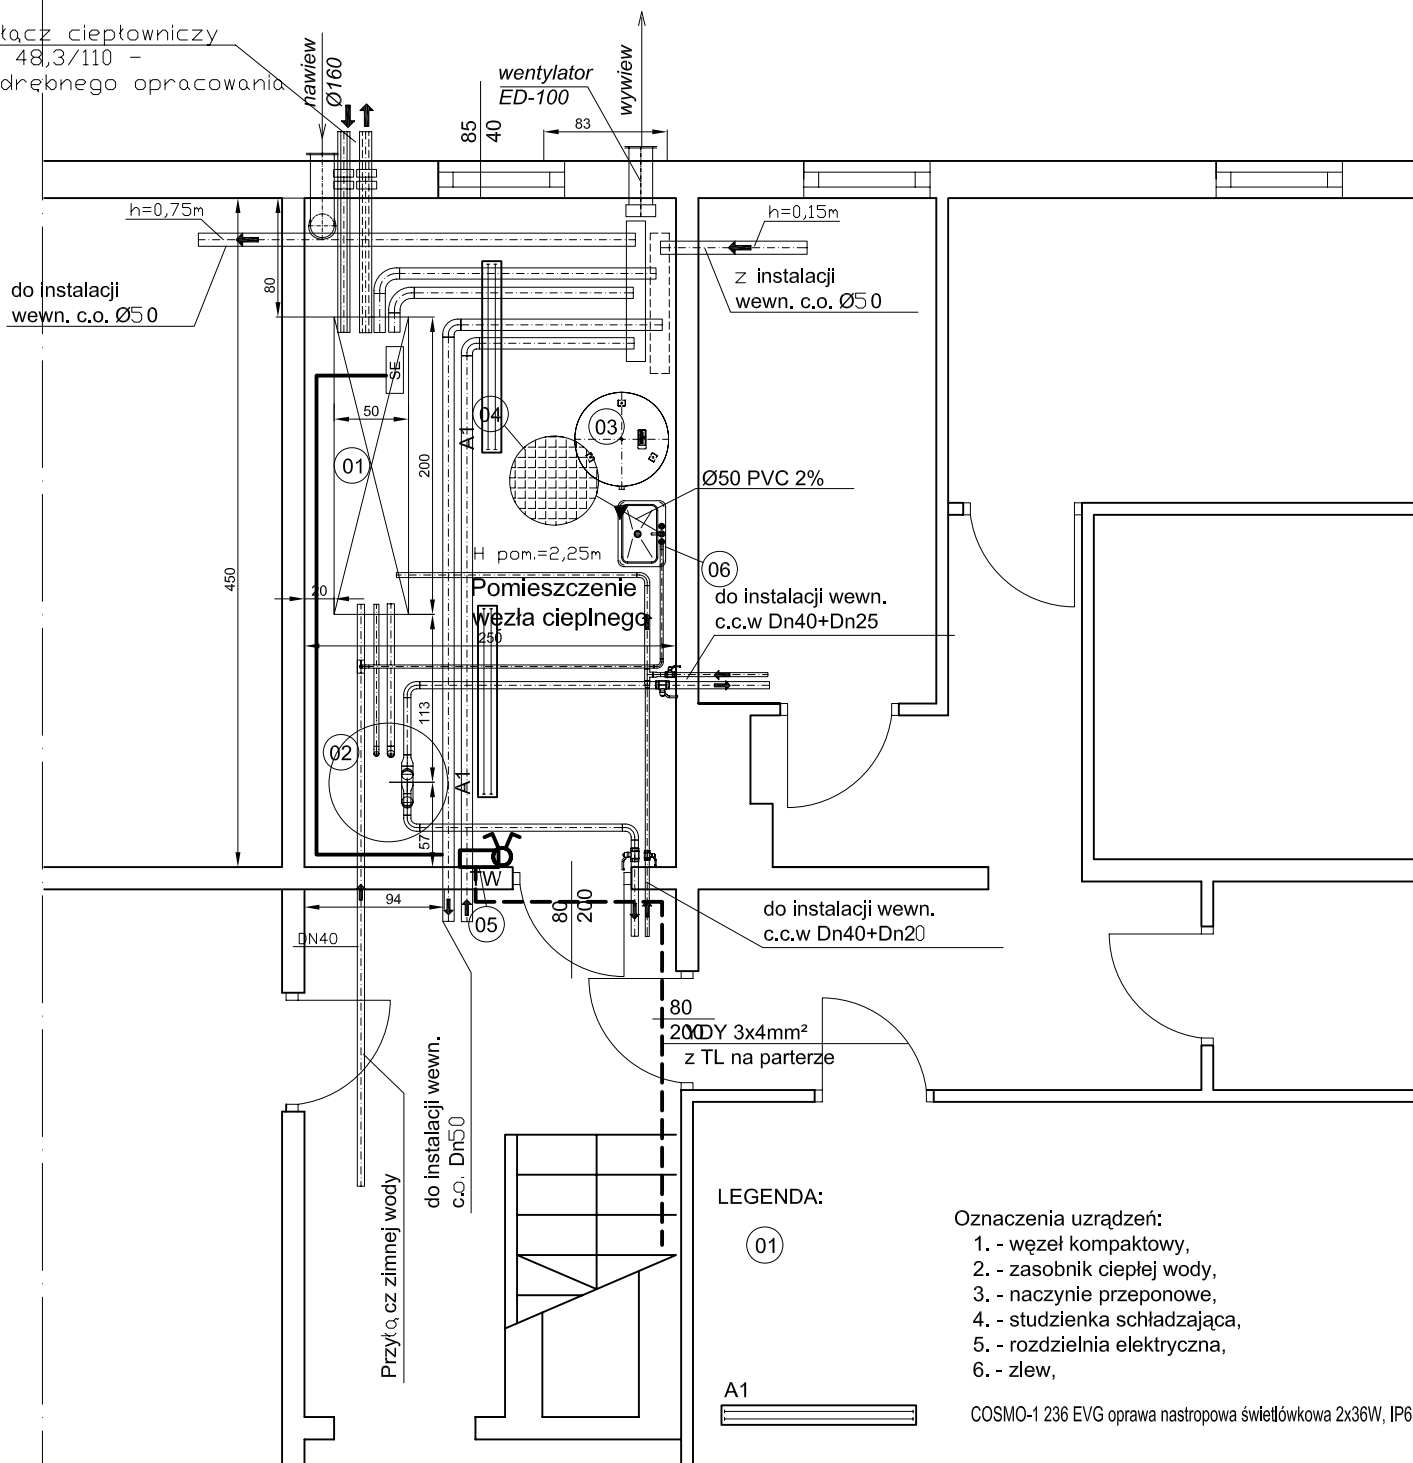 łącz ciepłowniczy
48,3/110 -
drębnego opracowania
nawiew
Ø160
wentylator
ED-100
wywiew
85
40
83
h=0,75m
h=0,15m
do instalacji
wewn. c.o. Ø50
z instalacji
wewn. c.o. Ø50
80
SE
50
01
200
450
A1
04
03
Ø50 PVC 2%
H pom.=2,25m
06
20
Pomieszczenie
węzła cieplnego
250
do instalacji wewn.
c.c.w Dn40+Dn25
113
02
A1
57
TW
05
94
DN40
80
200
do instalacji wewn.
c.c.w Dn40+Dn20
80
200
YDY 3x4mm²
z TL na parterze
do instalacji wewn.
c.o. Dn50
Przyłącz zimnej wody
LEGENDA:
01
Oznaczenia uzrądzeń:
1. - węzeł kompaktowy,
2. - zasobnik ciepłej wody,
3. - naczynie przeponowe,
4. - studzienka schładzająca,
5. - rozdzielnia elektryczna,
6. - zlew,
A1
COSMO-1 236 EVG oprawa nastropowa świetlówkowa 2x36W, IP6